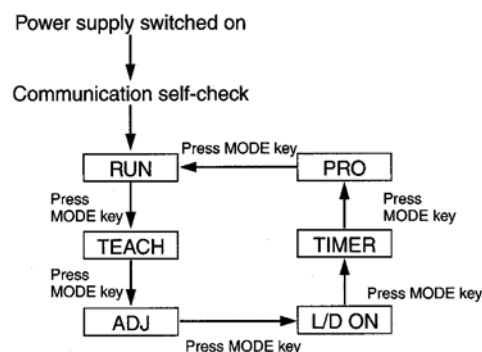 Power supply switched on
Communication self-check
Press MODE key
RUN
PRO
Press
MODE key
Press
MODE key
TEACH
TIMER
Press
MODE key
Press MODE key
ADJ
L/D ON
Press MODE key